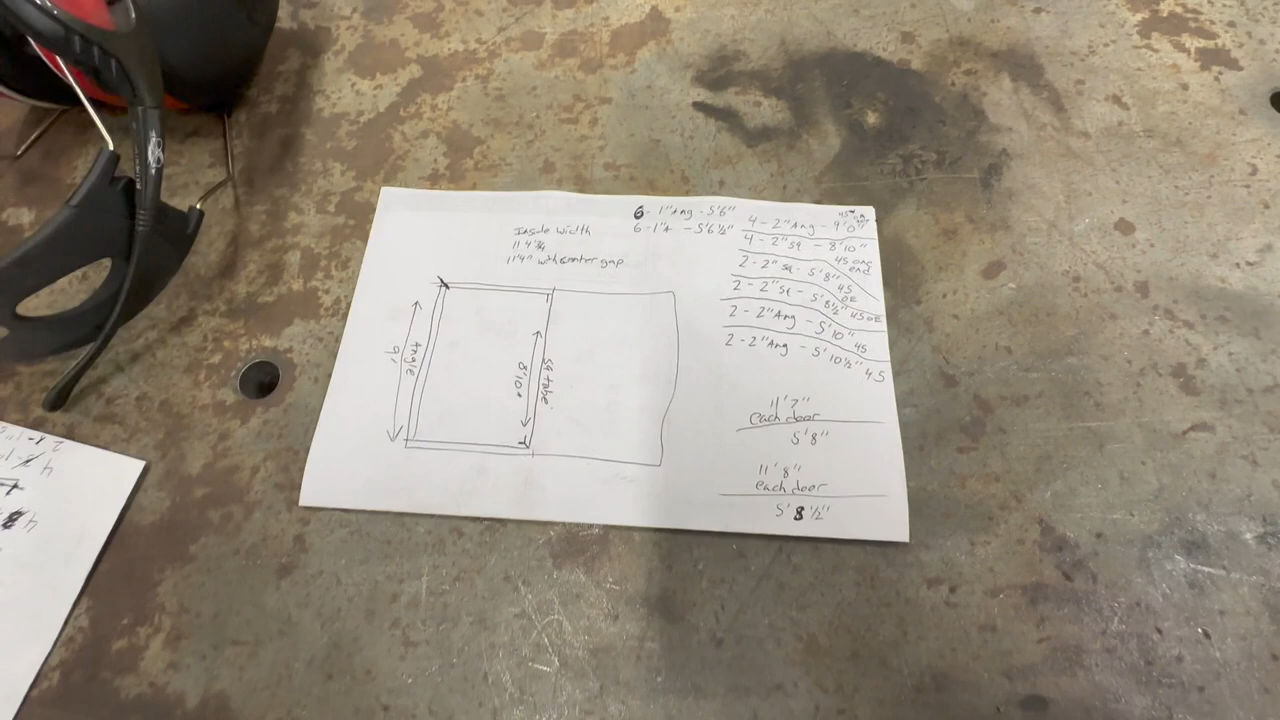 6- 1" Ang - 5'6"
6- 1"A - 5'6½"
Inside width
11'4¾
11'4" with center gap
4 - 2" Ang - 9'0"
4 - 2" sq - 8'10"
45 one
end
2 - 2" sq - 5'8" 45
OE
2 - 2" sq - 5'8½" 45 OE
2 - 2" Ang - 5'10"
45
2 - 2" Ang - 5'10½" 45
Angle
9'
Sq tube
8'10"
11'7"
each door
5'8"
11'8"
each door
5'8½"